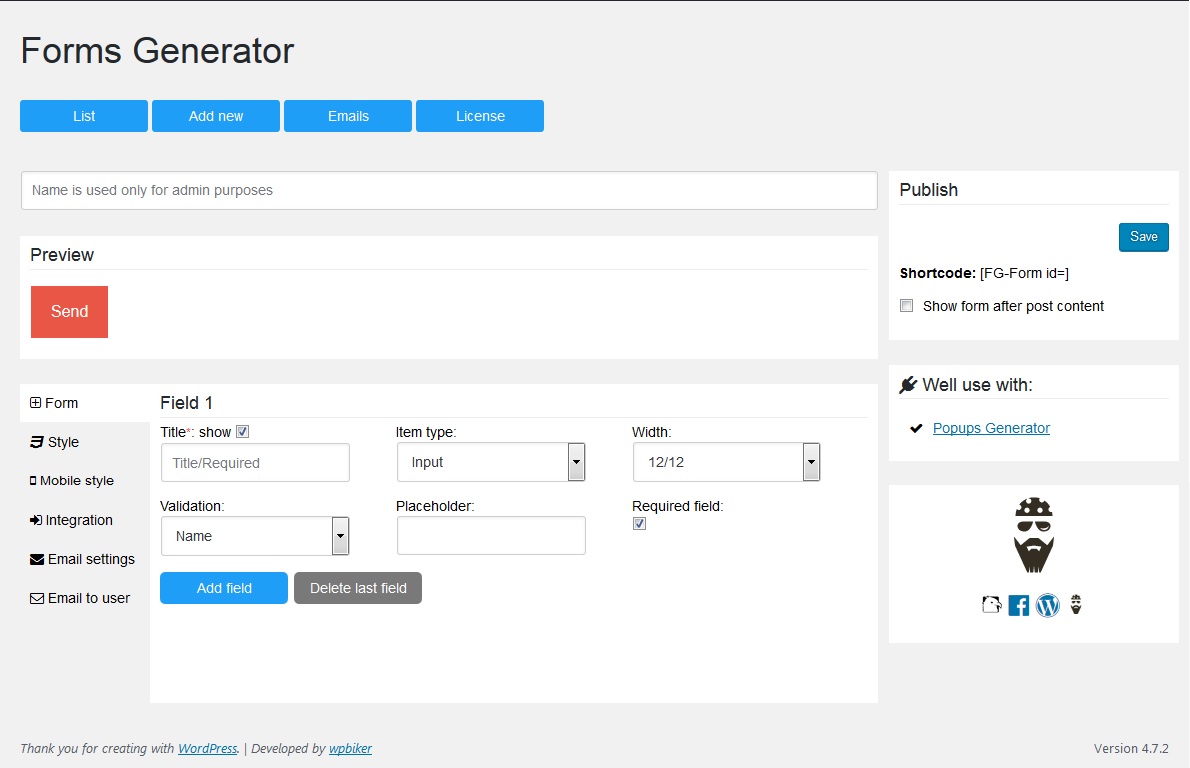 Forms Generator
List Add new Emails License
Name is used only for admin purposes
Preview
Send
Form
Style
Mobile style
Integration
Email settings
Email to user
Field 1
Title*: show Item type: Width:
Title/Required Input 12/12
Validation: Placeholder: Required field:
Name
Add field Delete last field
Publish
Save
Shortcode: [FG-Form id=]
Show form after post content
Well use with:
Popups Generator
Thank you for creating with WordPress. | Developed by wpbiker
Version 4.7.2